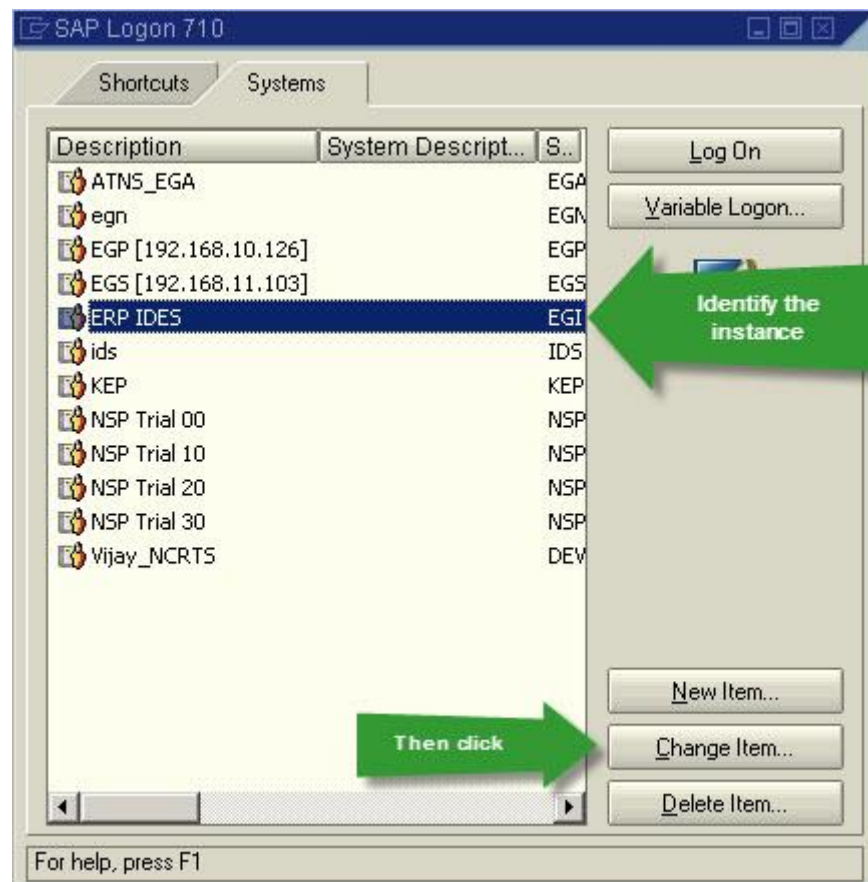 SAP Logon 710
Shortcuts Systems
Description System Descript... S..
Log On
ATNS_EGA EGA
Variable Logon...
egn EGN
EGP [192.168.10.126] EGP
EGS [192.168.11.103] EGS
Identify the
instance
ERP IDES EGI
ids IDS
KEP KEP
NSP Trial 00 NSP
NSP Trial 10 NSP
NSP Trial 20 NSP
NSP Trial 30 NSP
Vijay_NCRTS DEV
New Item...
Then click
Change Item...
Delete Item...
For help, press F1